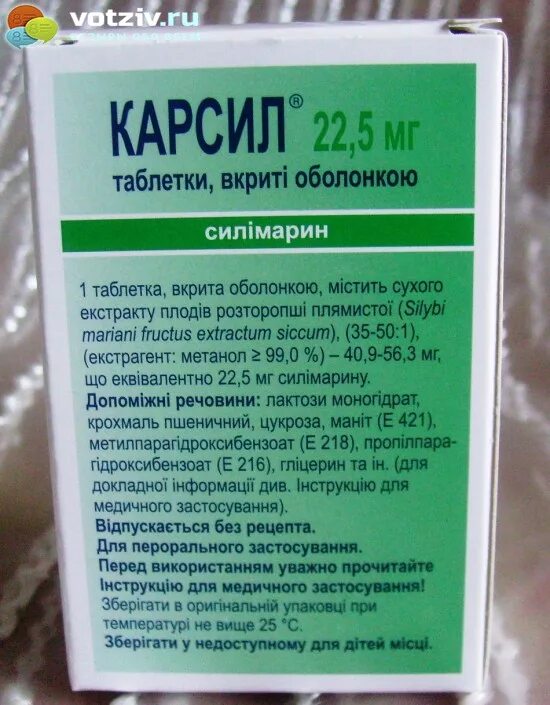 votziv.ru
ОТЗЫВЫ ОБО ВСЕМ
КАРСИЛ® 22,5 мг
таблетки, вкриті оболонкою
силімарин
1 таблетка, вкрита оболонкою, містить сухого
екстракту плодів розторопші плямистої (Silybi
mariani fructus extractum siccum), (35-50:1),
(екстрагент: метанол ≥ 99,0 %) – 40,9-56,3 мг,
що еквівалентно 22,5 мг силімарину.
Допоміжні речовини: лактози моногідрат,
крохмаль пшеничний, цукроза, маніт (Е 421),
метилпарагідроксибензоат (Е 218), пропілпара-
гідроксибензоат (Е 216), гліцерин та ін. (для
докладної інформації див. Інструкцію для
медичного застосування).
Відпускається без рецепта.
Для перорального застосування.
Перед використанням уважно прочитайте
Інструкцію для медичного застосування!
Зберігати в оригінальній упаковці при
температурі не вище 25 °С.
Зберігати у недоступному для дітей місці.